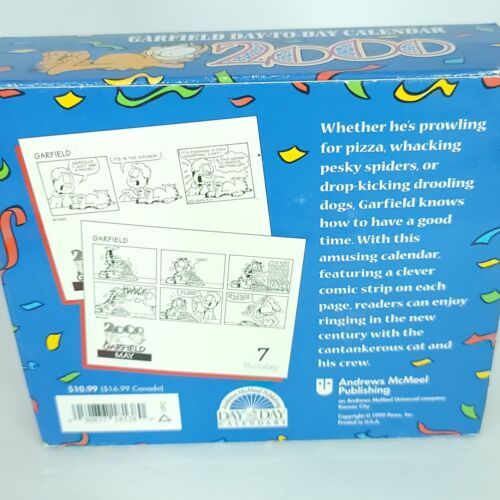 GARFIELD DAY-TO-DAY CALENDAR
2000
Whether he's prowling
for pizza, whacking
pesky spiders, or
drop-kicking drooling
dogs, Garfield knows
how to have a good
time. With this
amusing calendar,
featuring a clever
comic strip on each
page, readers can enjoy
ringing in the new
century with the
cantankerous cat and
his crew.
GARFIELD
IT'S IN THE KITCHEN!
GARFIELD
2000
GARFIELD
MAY
7
Sunday
$10.99 ($16.99 Canada)
Andrews McMeel Publishing
DAY TO DAY
CALENDARS
Andrews McMeel
Publishing
an Andrews McMeel Universal company
Kansas City
Copyright © 1999 Paws, Inc.
Printed in U.S.A.